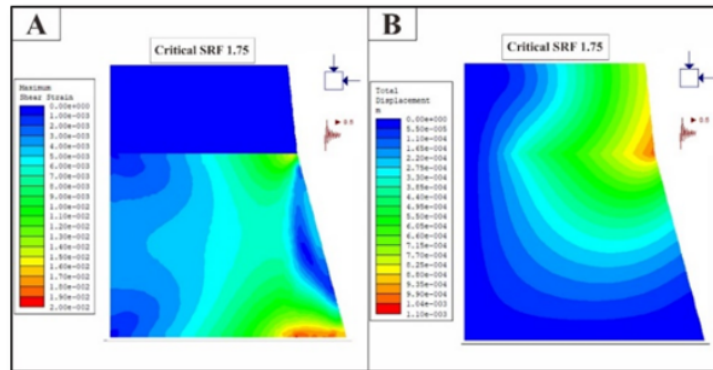 A
Critical SRF 1.75
Maximum
Shear Strain
0.00e+000
1.00e-003
2.00e-003
3.00e-003
4.00e-003
5.00e-003
6.00e-003
7.00e-003
8.00e-003
9.00e-003
1.00e-002
1.10e-002
1.20e-002
1.30e-002
1.40e-002
1.50e-002
1.60e-002
1.70e-002
1.80e-002
1.90e-002
2.00e-002
0.5
B
Critical SRF 1.75
Total
Displacement
m
0.00e+000
5.50e-005
1.10e-004
1.65e-004
2.20e-004
2.75e-004
3.30e-004
3.85e-004
4.40e-004
4.95e-004
5.50e-004
6.05e-004
6.60e-004
7.15e-004
7.70e-004
8.25e-004
8.80e-004
9.35e-004
9.90e-004
1.04e-003
1.10e-003
0.5